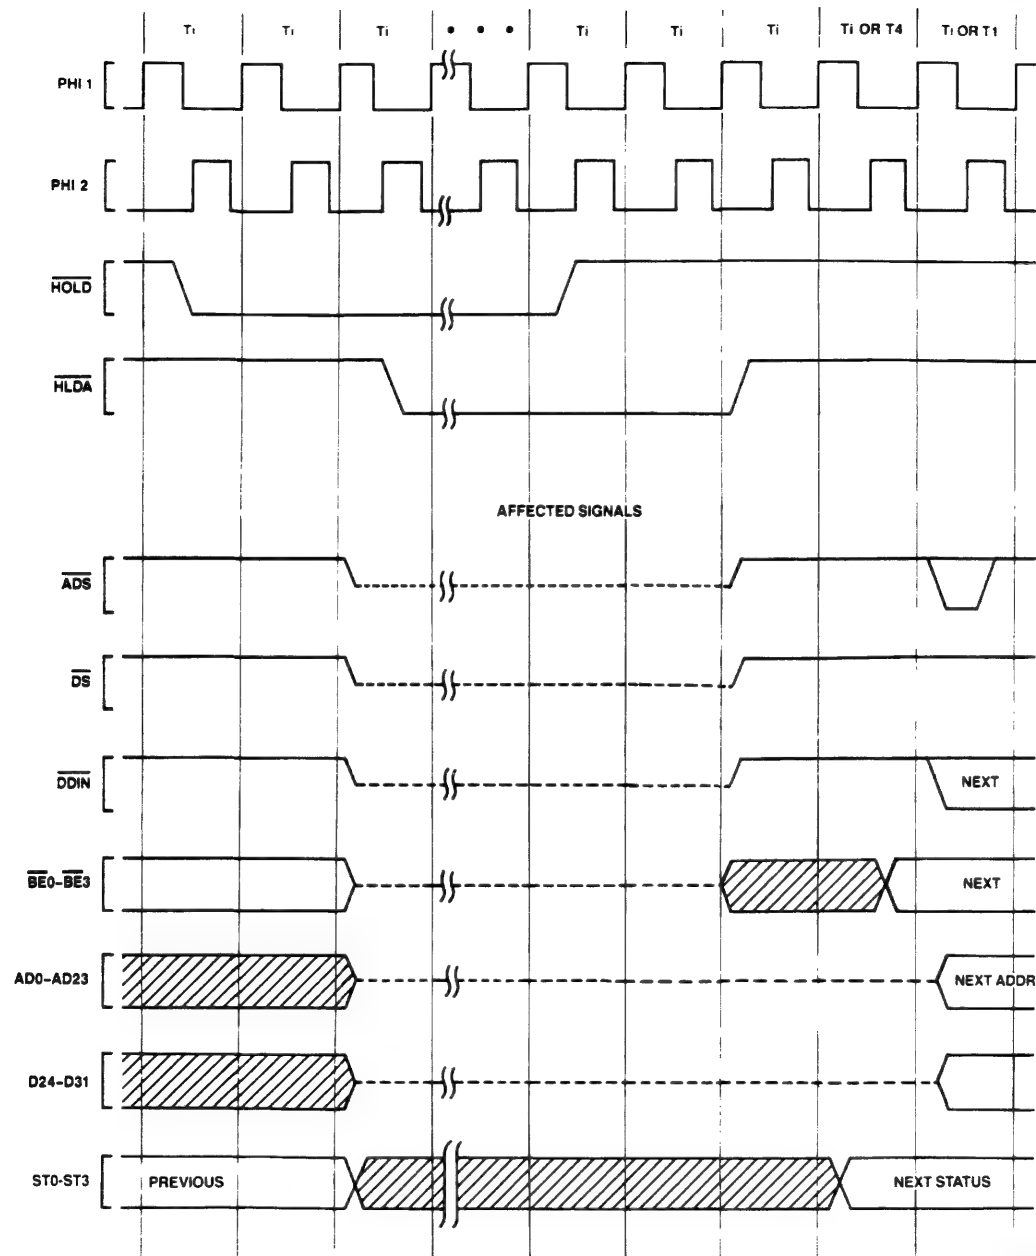 Ti Ti Ti • • • Ti Ti Ti Ti OR T4 Ti OR T1
PHI 1
PHI 2
HOLD
HLDA
AFFECTED SIGNALS
ADS
DS
DDIN
NEXT
BE0-BE3
NEXT
AD0-AD23
NEXT ADDR
D24-D31
ST0-ST3
PREVIOUS
NEXT STATUS